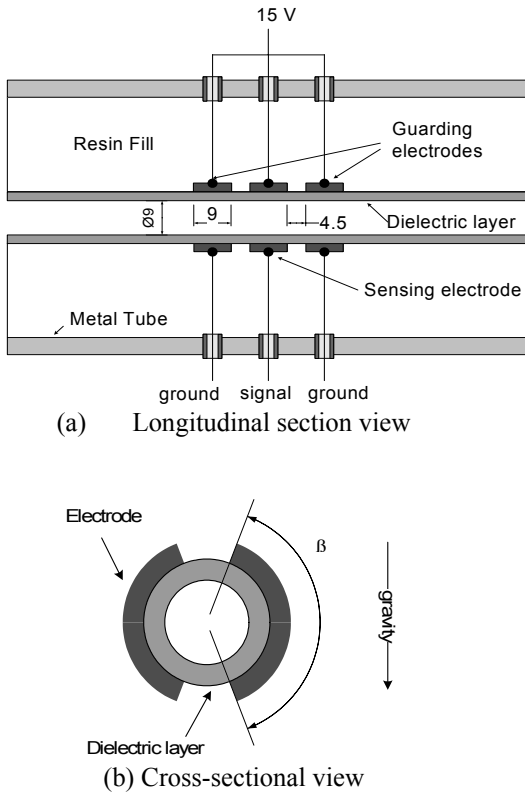 15 V
Resin Fill
Guarding
electrodes
Ø9
9
4.5
Dielectric layer
Sensing electrode
Metal Tube
ground signal ground
(a) Longitudinal section view
Electrode
ß
gravity
Dielectric layer
(b) Cross-sectional view